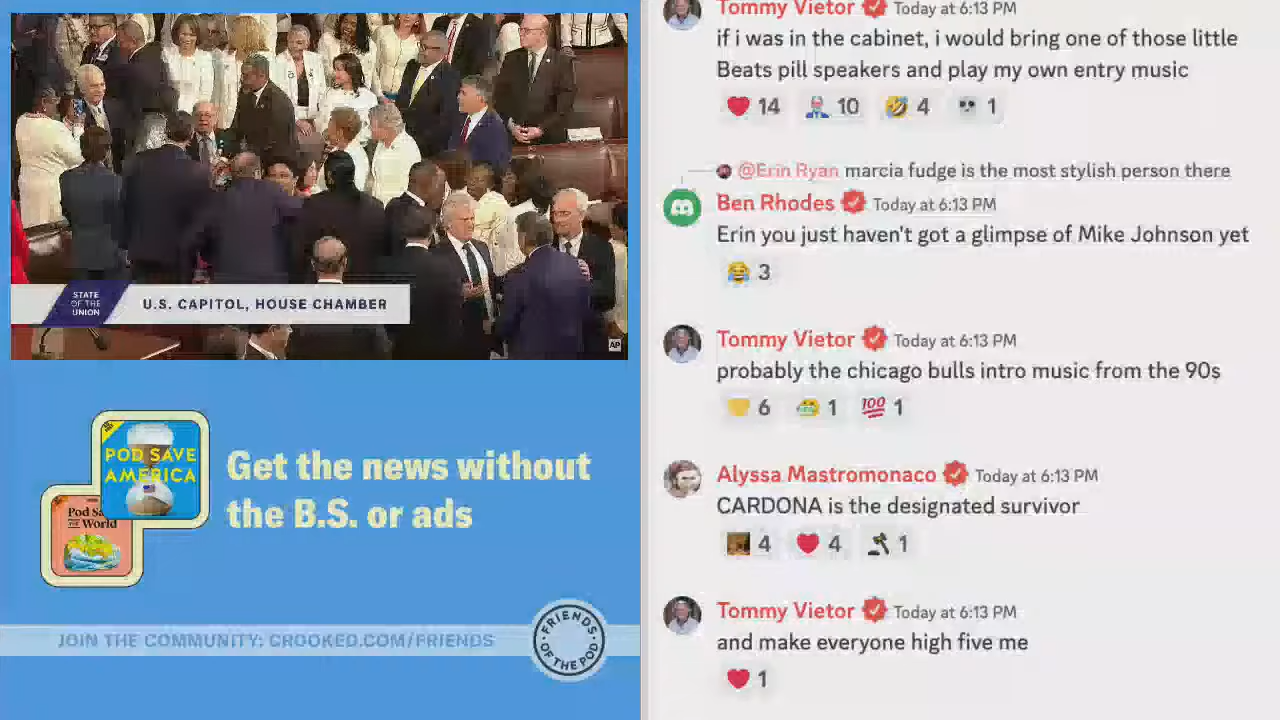 STATE
OF THE
UNION
U.S. CAPITOL, HOUSE CHAMBER
AP
POD SAVE
AMERICA
Pod Sa
THE World
Get the news without
the B.S. or ads
JOIN THE COMMUNITY: CROOKED.COM/FRIENDS
FRIENDS
OF THE POD
Tommy Vietor Today at 6:13 PM
if i was in the cabinet, i would bring one of those little
Beats pill speakers and play my own entry music
14 10 4 1
@Erin Ryan marcia fudge is the most stylish person there
Ben Rhodes Today at 6:13 PM
Erin you just haven't got a glimpse of Mike Johnson yet
3
Tommy Vietor Today at 6:13 PM
probably the chicago bulls intro music from the 90s
6 1 100 1
Alyssa Mastromonaco Today at 6:13 PM
CARDONA is the designated survivor
4 4 1
Tommy Vietor Today at 6:13 PM
and make everyone high five me
1